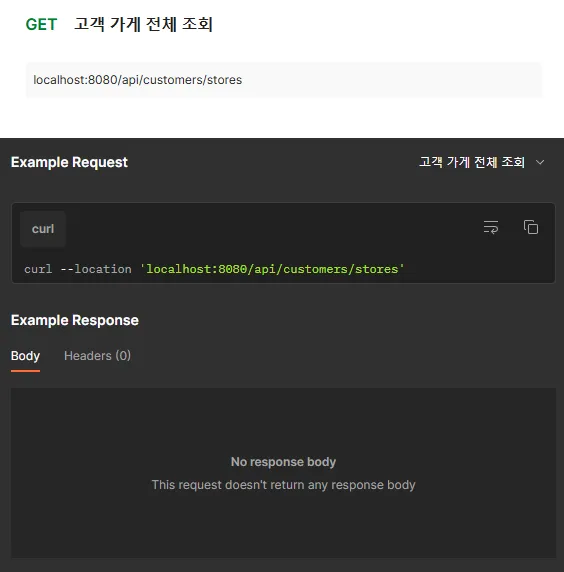 GET 고객 가게 전체 조회
localhost:8080/api/customers/stores
Example Request 고객 가게 전체 조회
curl
curl --location 'localhost:8080/api/customers/stores'
Example Response
Body Headers (0)
No response body
This request doesn't return any response body